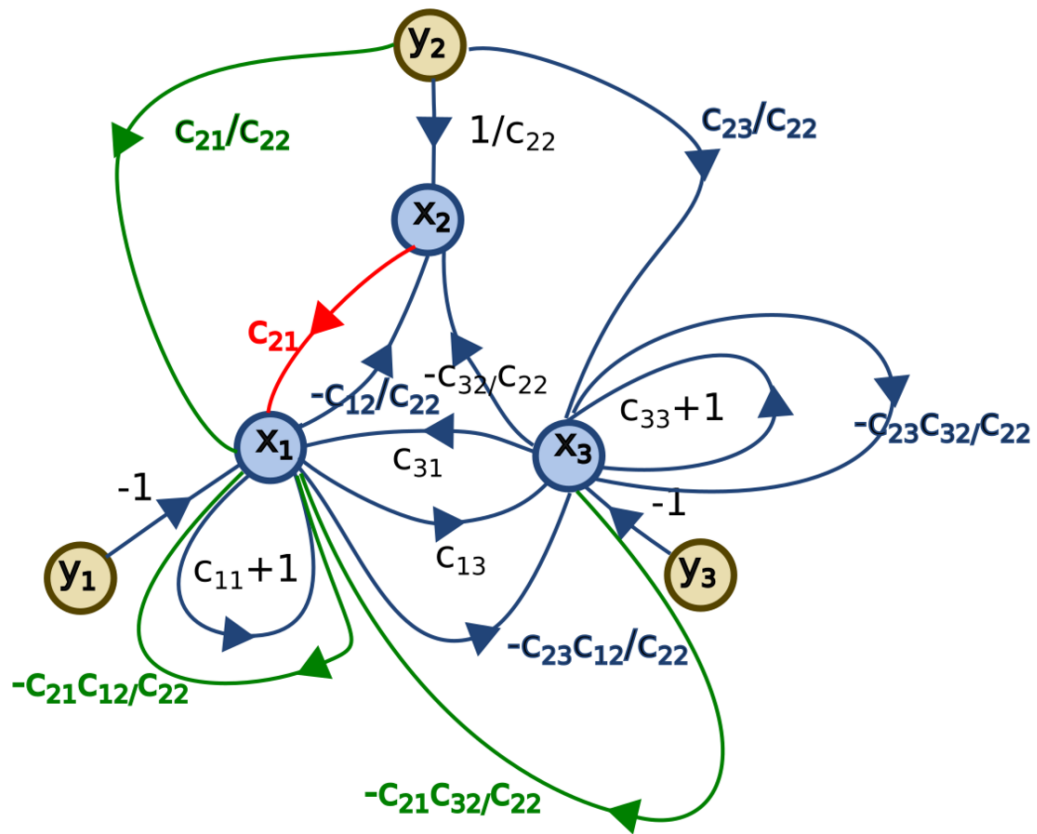 y₂
c₂₁/c₂₂
1/c₂₂
c₂₃/c₂₂
x₂
c₂₁
-c₁₂/c₂₂
-c₃₂/c₂₂
c₃₃+1
-c₂₃c₃₂/c₂₂
x₁
c₃₁
x₃
-1
-1
c₁₃
y₁
c₁₁+1
y₃
-c₂₃c₁₂/c₂₂
-c₂₁c₁₂/c₂₂
-c₂₁c₃₂/c₂₂